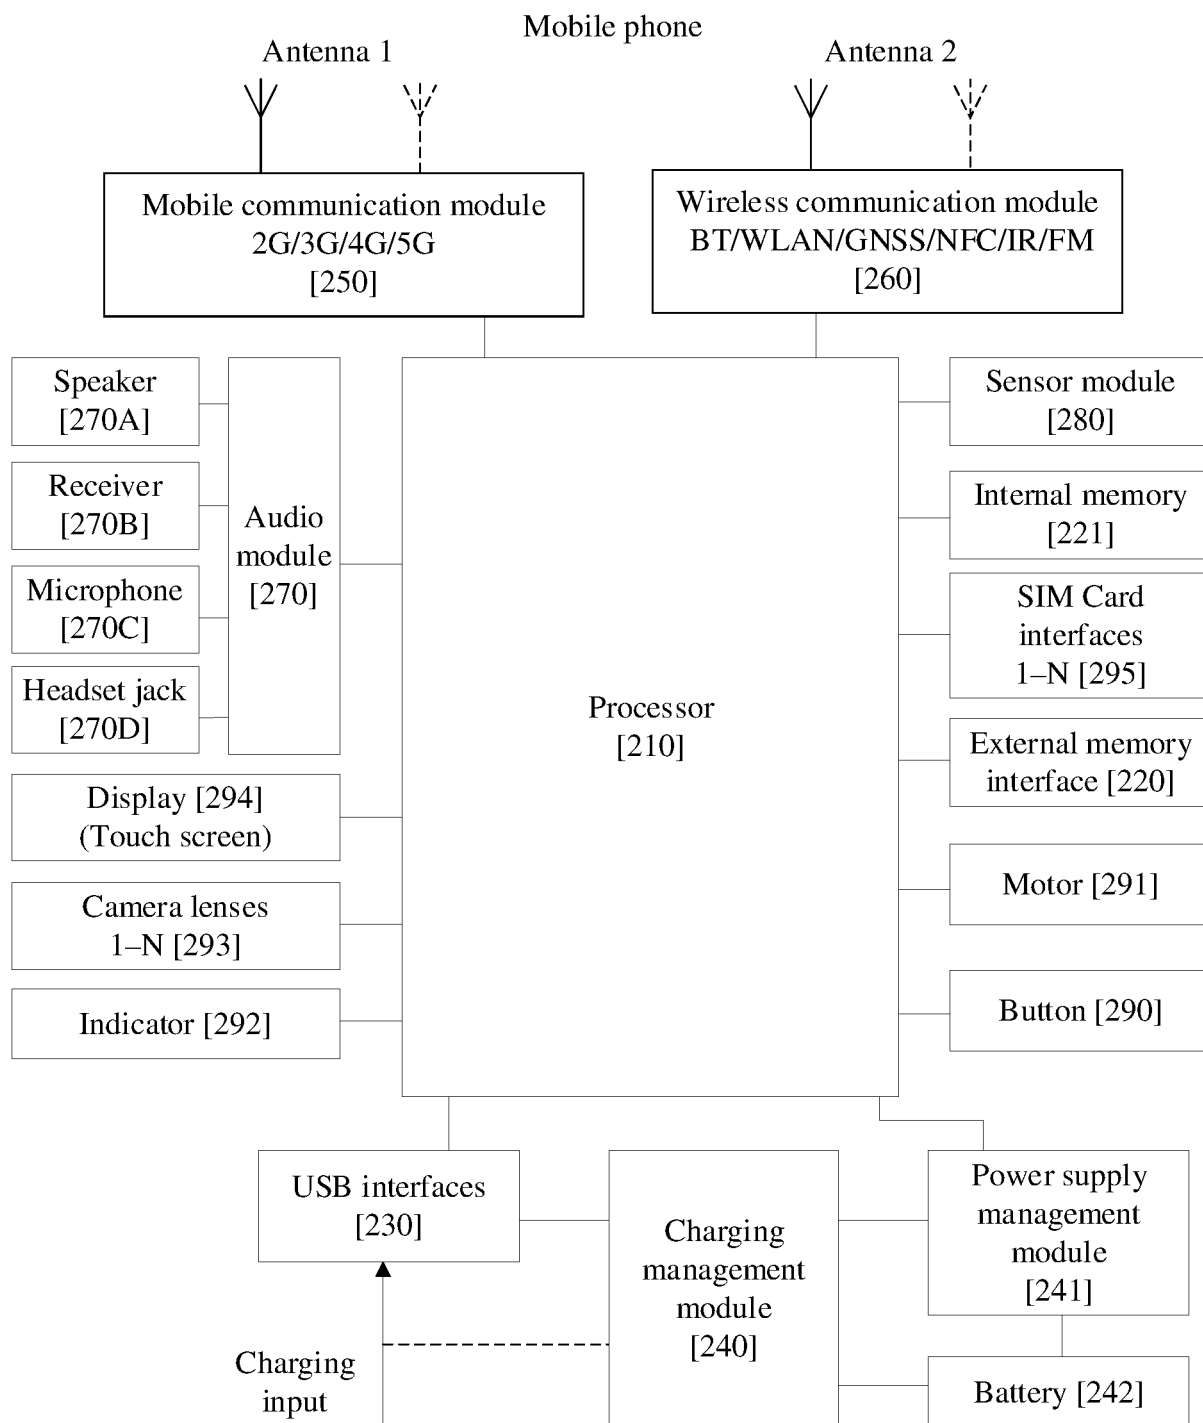 Mobile phone
Antenna 1
Antenna 2
Mobile communication module
2G/3G/4G/5G
[250]
Wireless communication module
BT/WLAN/GNSS/NFC/IR/FM
[260]
Speaker
[270A]
Receiver
[270B]
Microphone
[270C]
Headset jack
[270D]
Audio
module
[270]
Display [294]
(Touch screen)
Camera lenses
1–N [293]
Indicator [292]
Processor
[210]
Sensor module
[280]
Internal memory
[221]
SIM Card
interfaces
1–N [295]
External memory
interface [220]
Motor [291]
Button [290]
USB interfaces
[230]
Charging
management
module
[240]
Power supply
management
module
[241]
Charging
input
Battery [242]